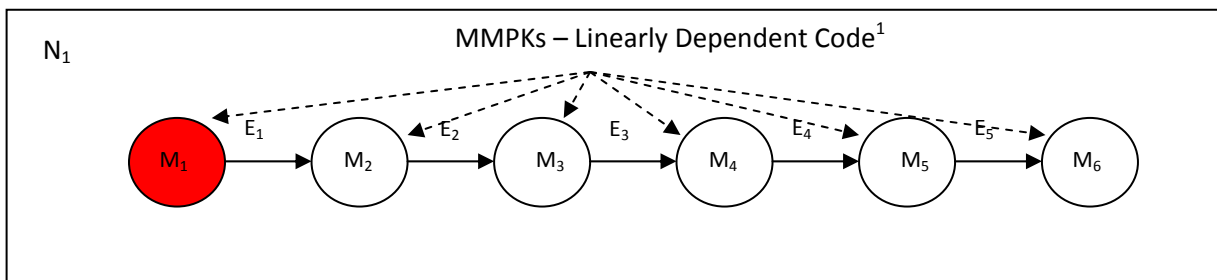 MMPKs – Linearly Dependent Code¹
N₁
E₁ E₂ E₃ E₄ E₅
M₁ M₂ M₃ M₄ M₅ M₆